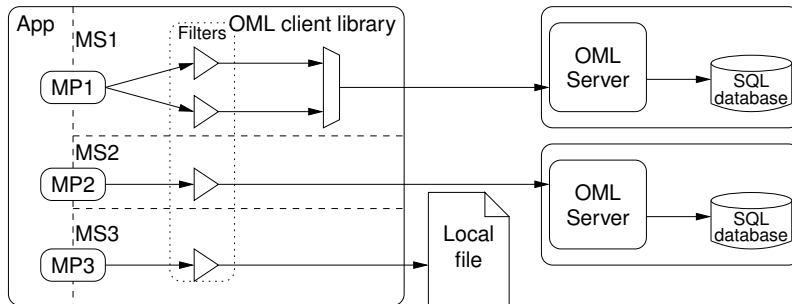 App
MS1
Filters
OML client library
MP1
OML
Server
SQL
database
MS2
MP2
OML
Server
SQL
database
MS3
MP3
Local
file